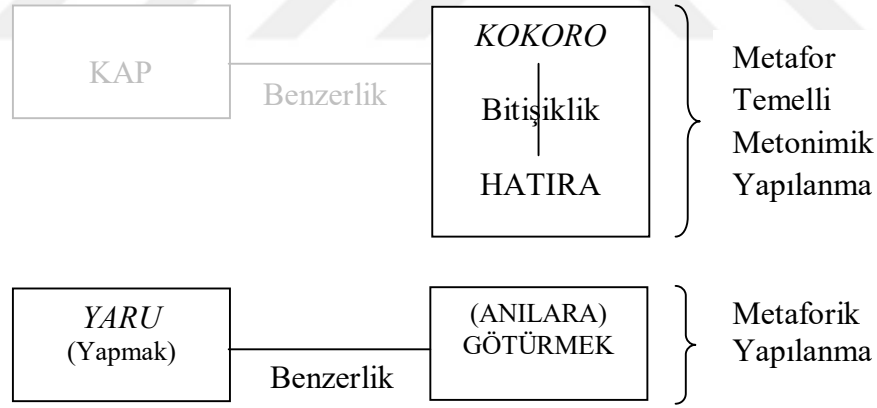 KAP
Benzerlik
KOKORO
Bitişiklik
HATIRA
Metafor
Temelli
Metonimik
Yapılanma
YARU
(Yapmak)
Benzerlik
(ANILARA)
GÖTÜRMEK
Metaforik
Yapılanma